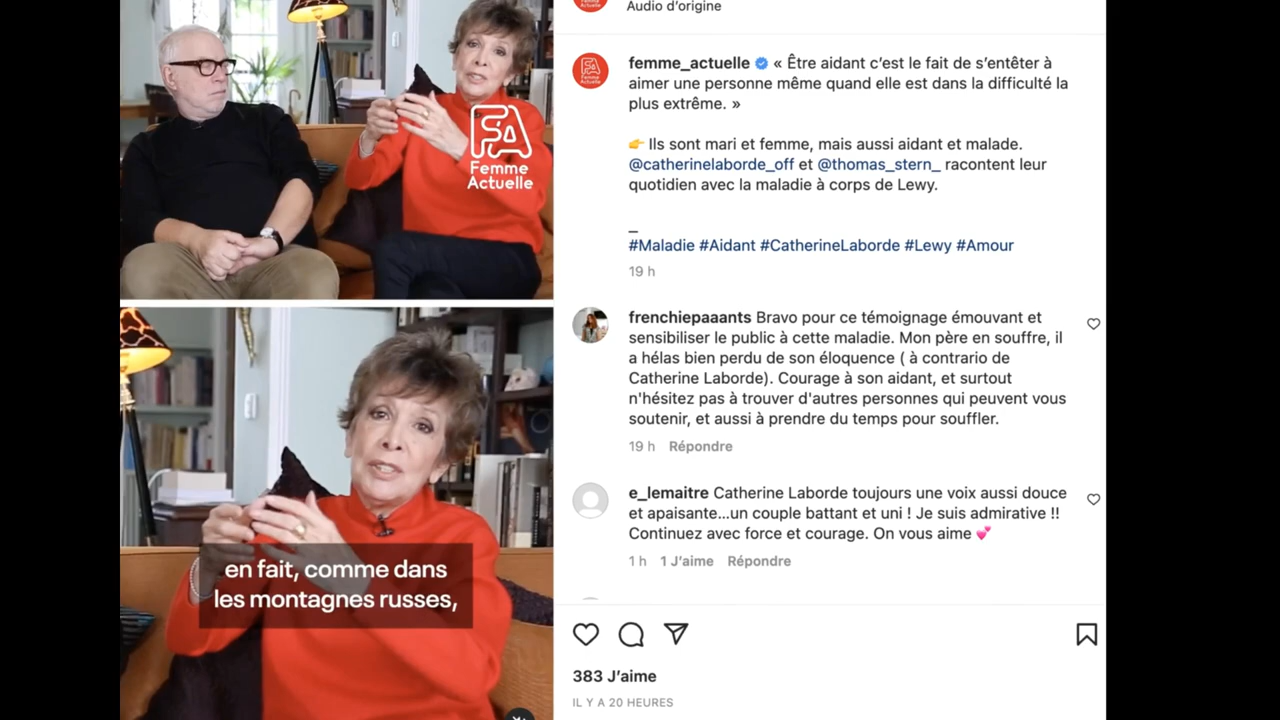 FA
Femme
Actuelle
en fait, comme dans
les montagnes russes,
Audio d'origine
Femme
Actuelle
femme_actuelle « Être aidant c'est le fait de s'entêter à
aimer une personne même quand elle est dans la difficulté la
plus extrême. »
👉 Ils sont mari et femme, mais aussi aidant et malade.
@catherinelaborde_off et @thomas_stern_ racontent leur
quotidien avec la maladie à corps de Lewy.
_
#Maladie #Aidant #CatherineLaborde #Lewy #Amour
19 h
frenchiepaaants Bravo pour ce témoignage émouvant et
sensibiliser le public à cette maladie. Mon père en souffre, il
a hélas bien perdu de son éloquence ( à contrario de
Catherine Laborde). Courage à son aidant, et surtout
n'hésitez pas à trouver d'autres personnes qui peuvent vous
soutenir, et aussi à prendre du temps pour souffler.
19 h Répondre
e_lemaitre Catherine Laborde toujours une voix aussi douce
et apaisante...un couple battant et uni ! Je suis admirative !!
Continuez avec force et courage. On vous aime 💕
1 h 1 J'aime Répondre
383 J'aime
IL Y A 20 HEURES